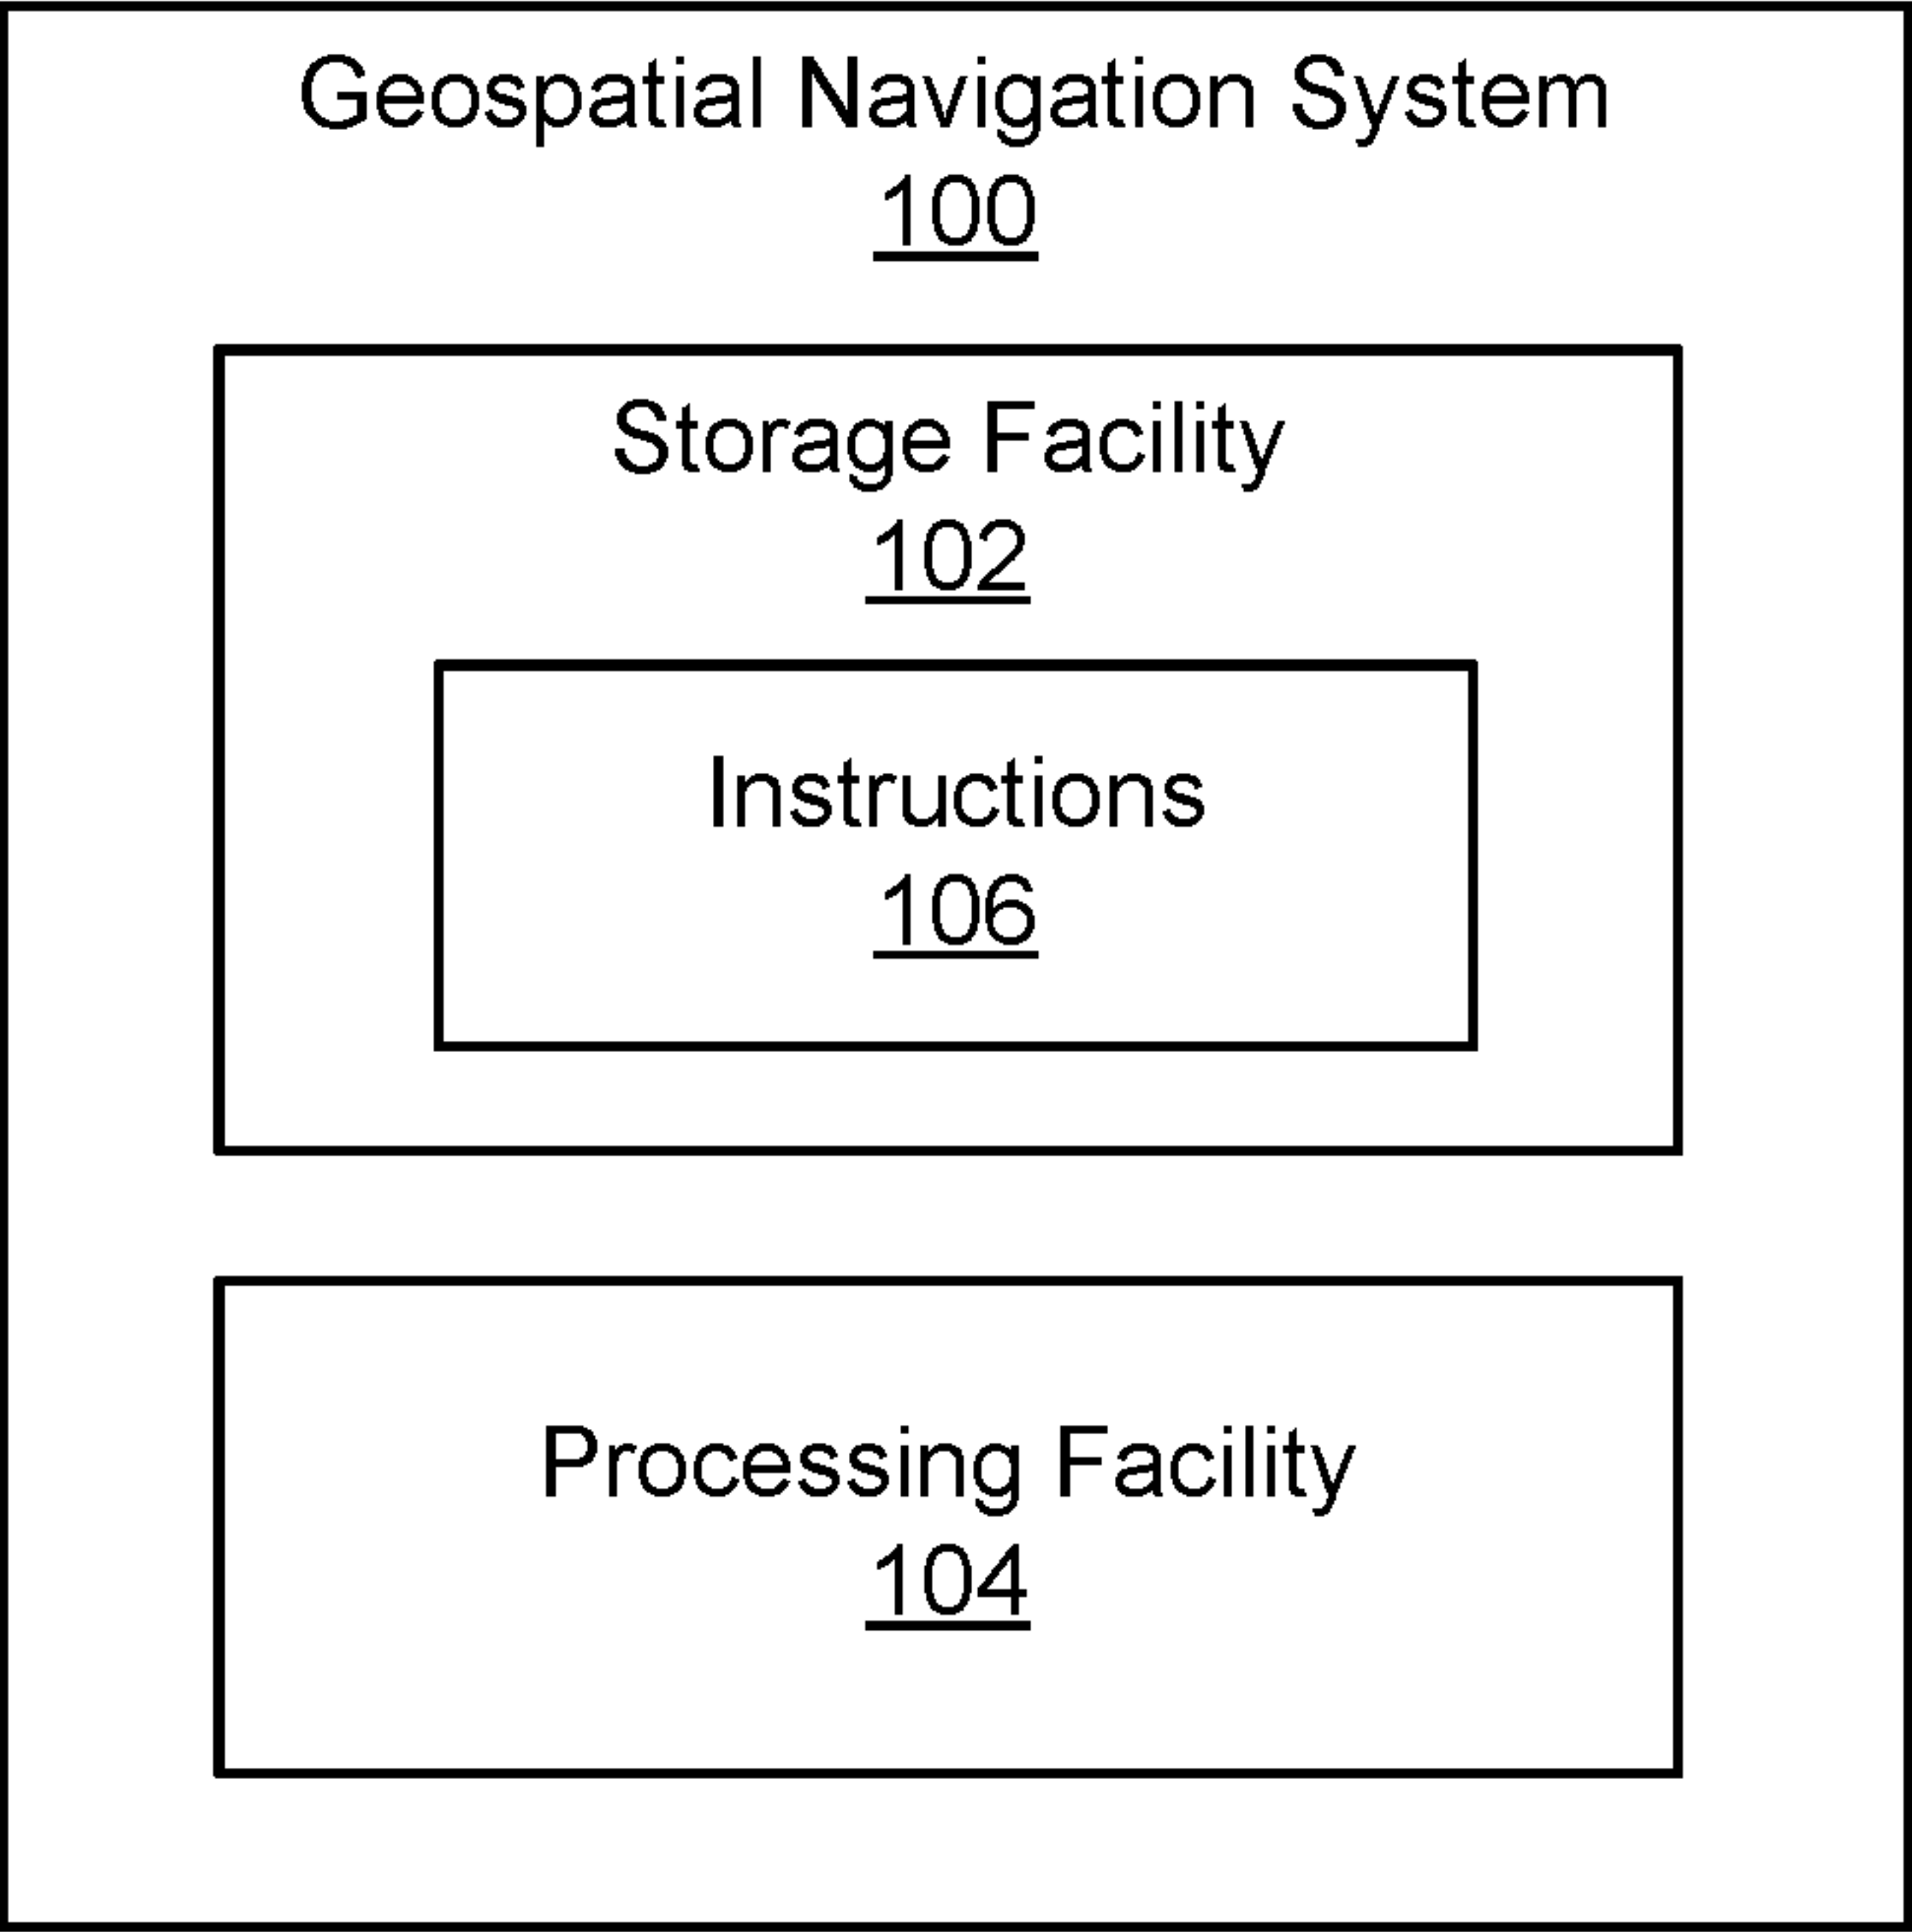 Geospatial Navigation System
100
Storage Facility
102
Instructions
106
Processing Facility
104